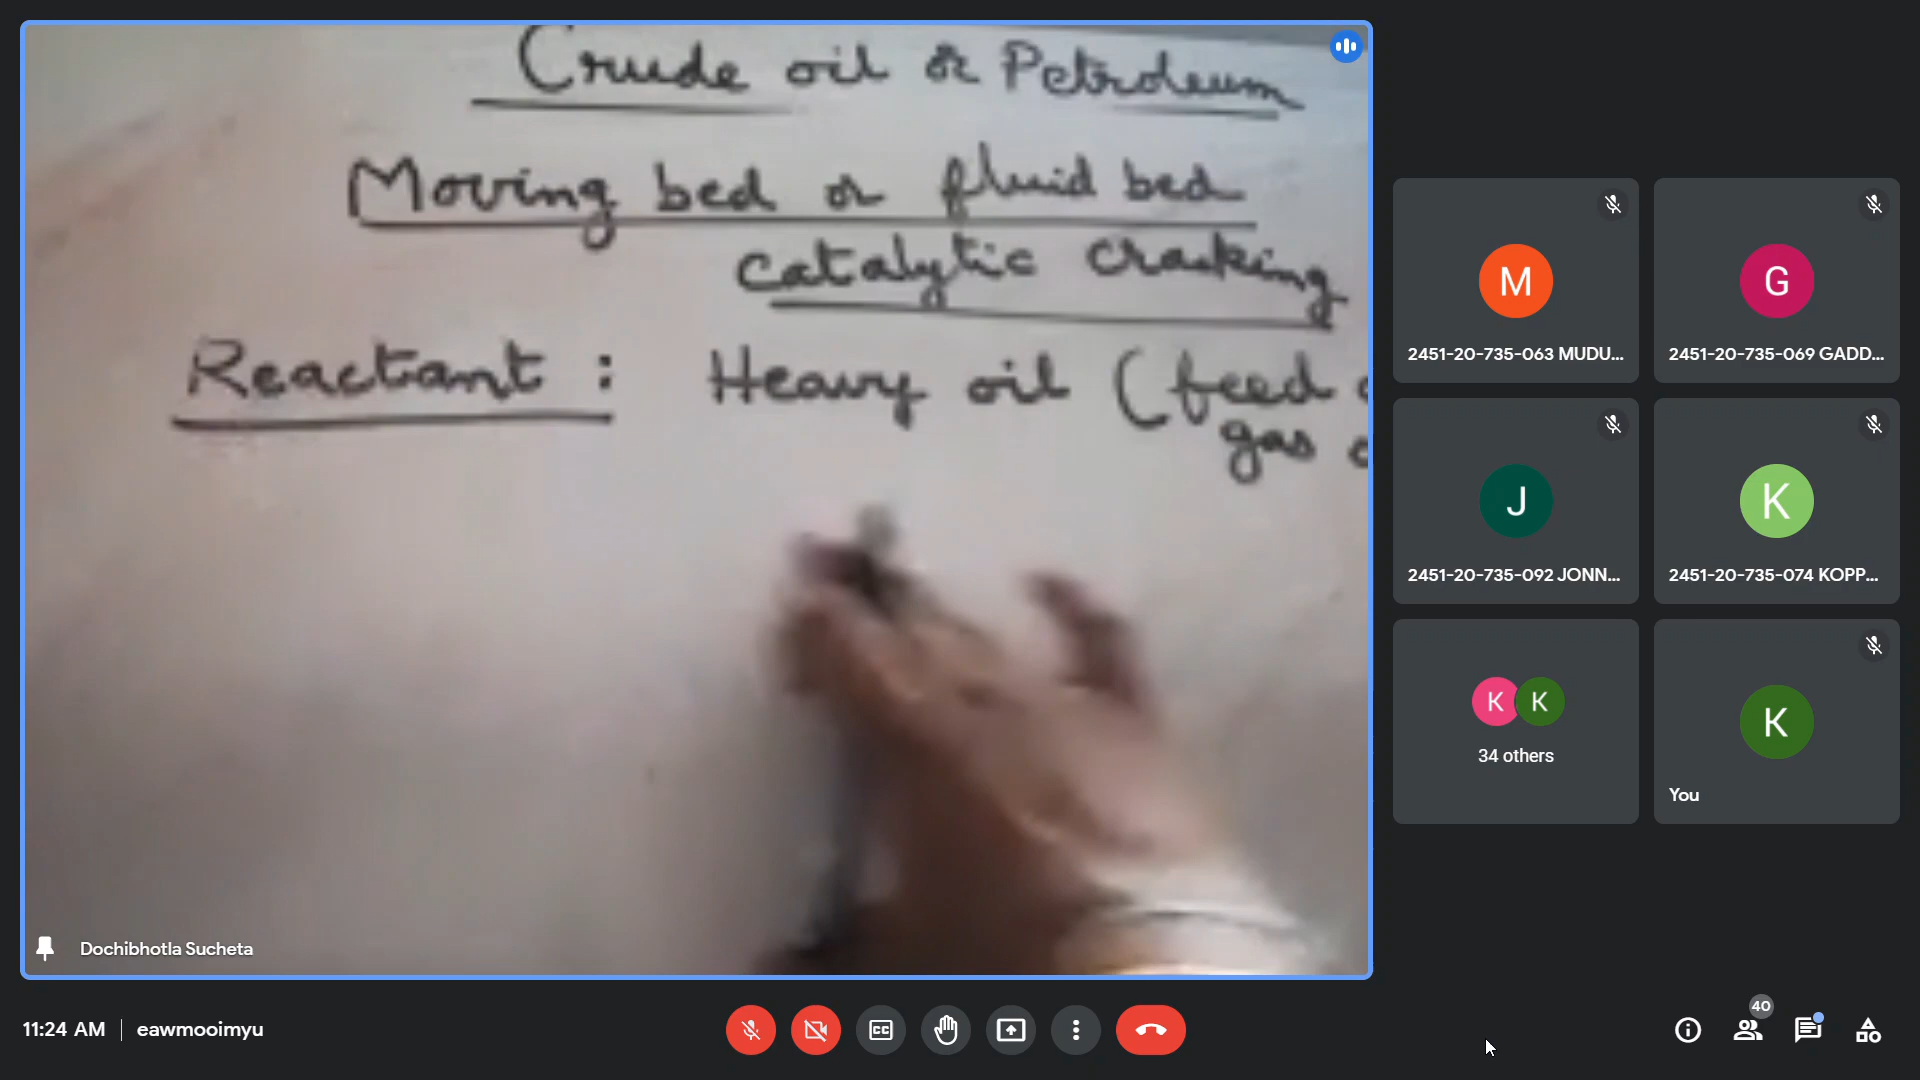 Crude oil or Petroleum
Moving bed or fluid bed
catalytic cracking
Reactant : Heavy oil (feed
gas
Dochibhotla Sucheta
2451-20-735-063 MUDU...
2451-20-735-069 GADD...
2451-20-735-092 JONN...
2451-20-735-074 KOPP...
34 others
You
M
G
J
K
K
K
K
11:24 AM
eawmooimyu
CC
40